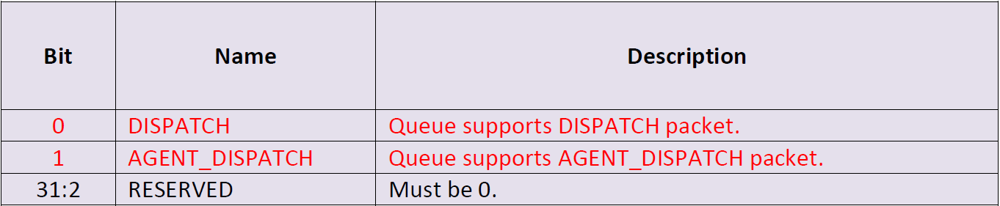 Bit Name Description
0 DISPATCH Queue supports DISPATCH packet.
1 AGENT_DISPATCH Queue supports AGENT_DISPATCH packet.
31:2 RESERVED Must be 0.